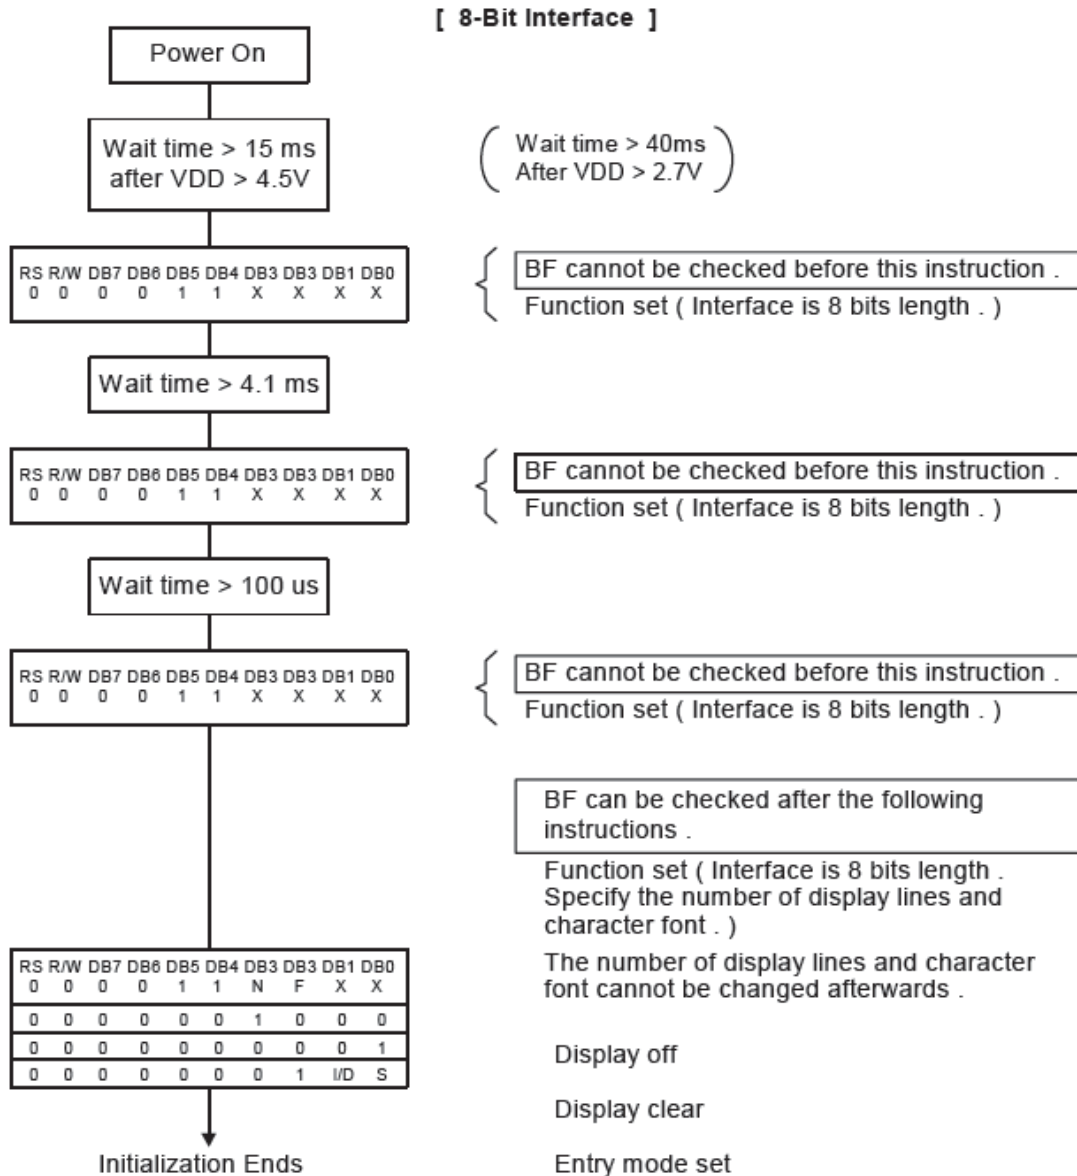 [ 8-Bit Interface ]
Power On
Wait time > 15 ms
after VDD > 4.5V
Wait time > 40ms
After VDD > 2.7V
RS R/W DB7 DB6 DB5 DB4 DB3 DB3 DB1 DB0
0 0 0 0 1 1 X X X X
BF cannot be checked before this instruction .
Function set ( Interface is 8 bits length . )
Wait time > 4.1 ms
RS R/W DB7 DB6 DB5 DB4 DB3 DB3 DB1 DB0
0 0 0 0 1 1 X X X X
BF cannot be checked before this instruction .
Function set ( Interface is 8 bits length . )
Wait time > 100 us
RS R/W DB7 DB6 DB5 DB4 DB3 DB3 DB1 DB0
0 0 0 0 1 1 X X X X
BF cannot be checked before this instruction .
Function set ( Interface is 8 bits length . )
BF can be checked after the following
instructions .
Function set ( Interface is 8 bits length .
Specify the number of display lines and
character font . )
The number of display lines and character
font cannot be changed afterwards .
RS R/W DB7 DB6 DB5 DB4 DB3 DB3 DB1 DB0
0 0 0 0 1 1 N F X X
0 0 0 0 0 0 1 0 0 0
0 0 0 0 0 0 0 0 0 1
0 0 0 0 0 0 0 1 I/D S
Display off
Display clear
Entry mode set
Initialization Ends